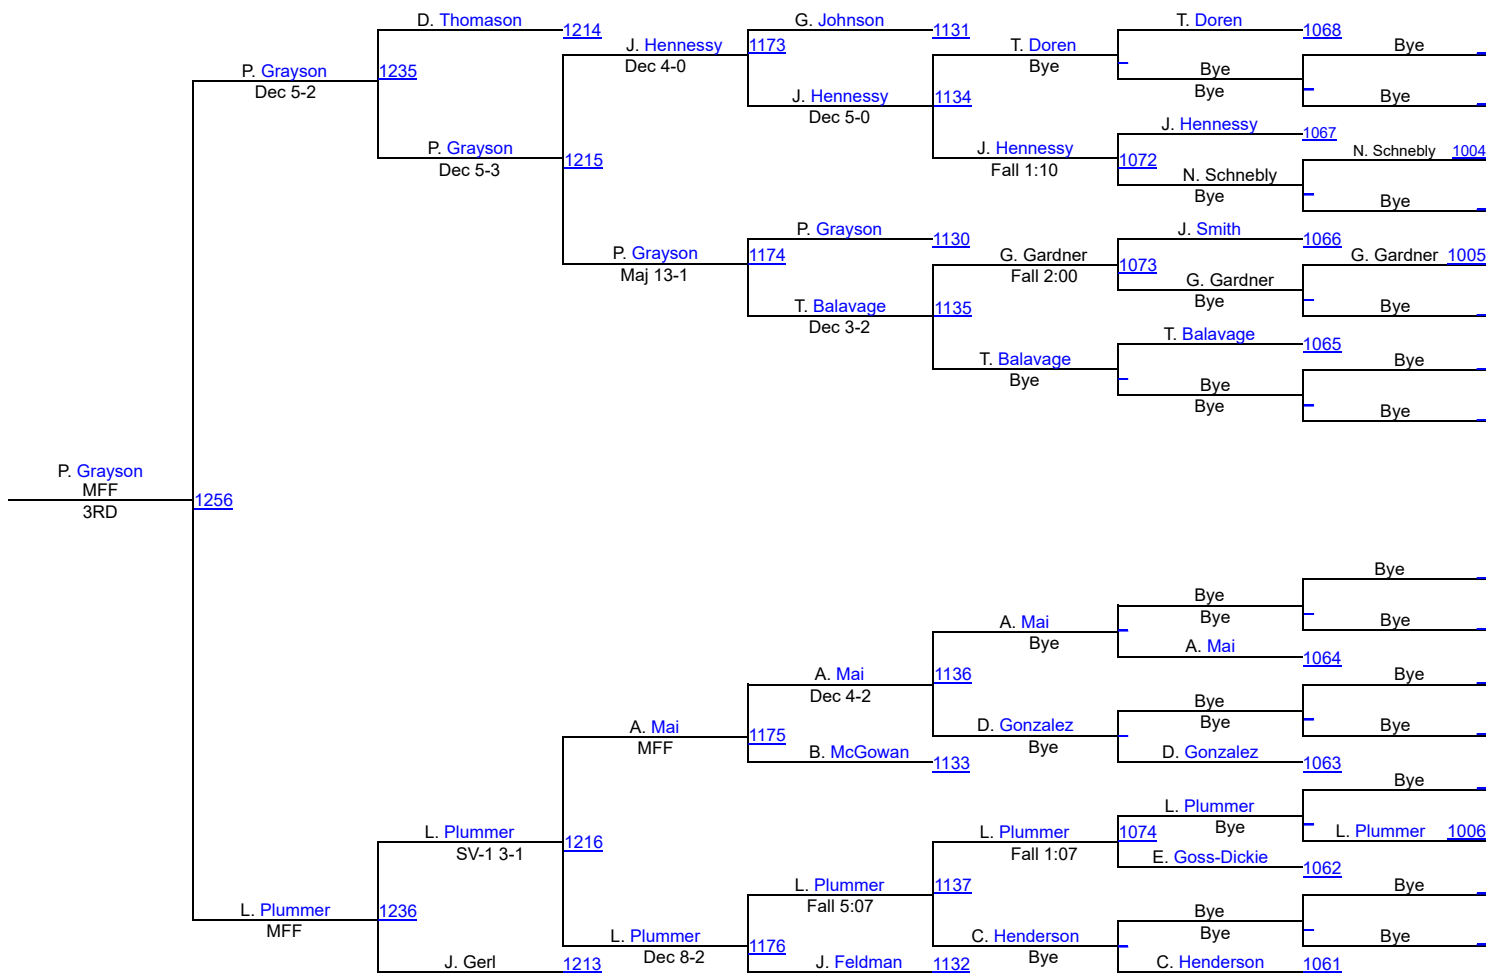 D. Thomason
1214
G. Johnson
1131
T. Doren
1068
J. Hennessy
1173
Dec 4-0
T. Doren
Bye
Bye
P. Grayson
1235
Dec 5-2
Bye
Bye
J. Hennessy
1134
Dec 5-0
Bye
J. Hennessy
1067
P. Grayson
1215
Dec 5-3
J. Hennessy
1072
Fall 1:10
N. Schnebly 1004
N. Schnebly
Bye
Bye
P. Grayson
1130
J. Smith
1066
P. Grayson
1174
Maj 13-1
G. Gardner
1073
Fall 2:00
G. Gardner 1005
G. Gardner
Bye
T. Balavage
1135
Dec 3-2
Bye
T. Balavage
1065
T. Balavage
Bye
Bye
Bye
Bye
Bye
P. Grayson
MFF
1256
3RD
Bye
Bye
Bye
A. Mai
Bye
Bye
A. Mai
1064
A. Mai
1136
Dec 4-2
Bye
Bye
Bye
A. Mai
1175
MFF
D. Gonzalez
Bye
Bye
B. McGowan
1133
D. Gonzalez
1063
Bye
L. Plummer
Bye
L. Plummer
1216
SV-1 3-1
L. Plummer
1074
Fall 1:07
L. Plummer 1006
E. Goss-Dickie
1062
L. Plummer
1137
Fall 5:07
Bye
L. Plummer
1236
MFF
Bye
Bye
L. Plummer
1176
Dec 8-2
C. Henderson
Bye
Bye
J. Gerl
1213
J. Feldman
1132
C. Henderson
1061